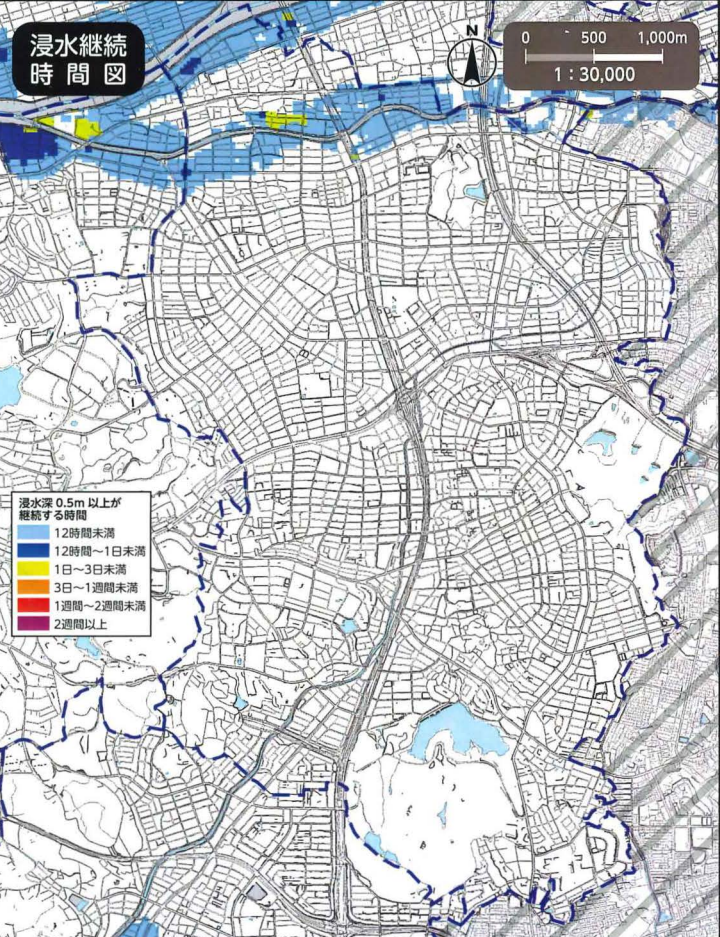 浸水継続
時間図
N
0 500 1,000m
1：30,000
浸水深 0.5m 以上が
継続する時間
12時間未満
12時間～1日未満
1日～3日未満
3日～1週間未満
1週間～2週間未満
2週間以上